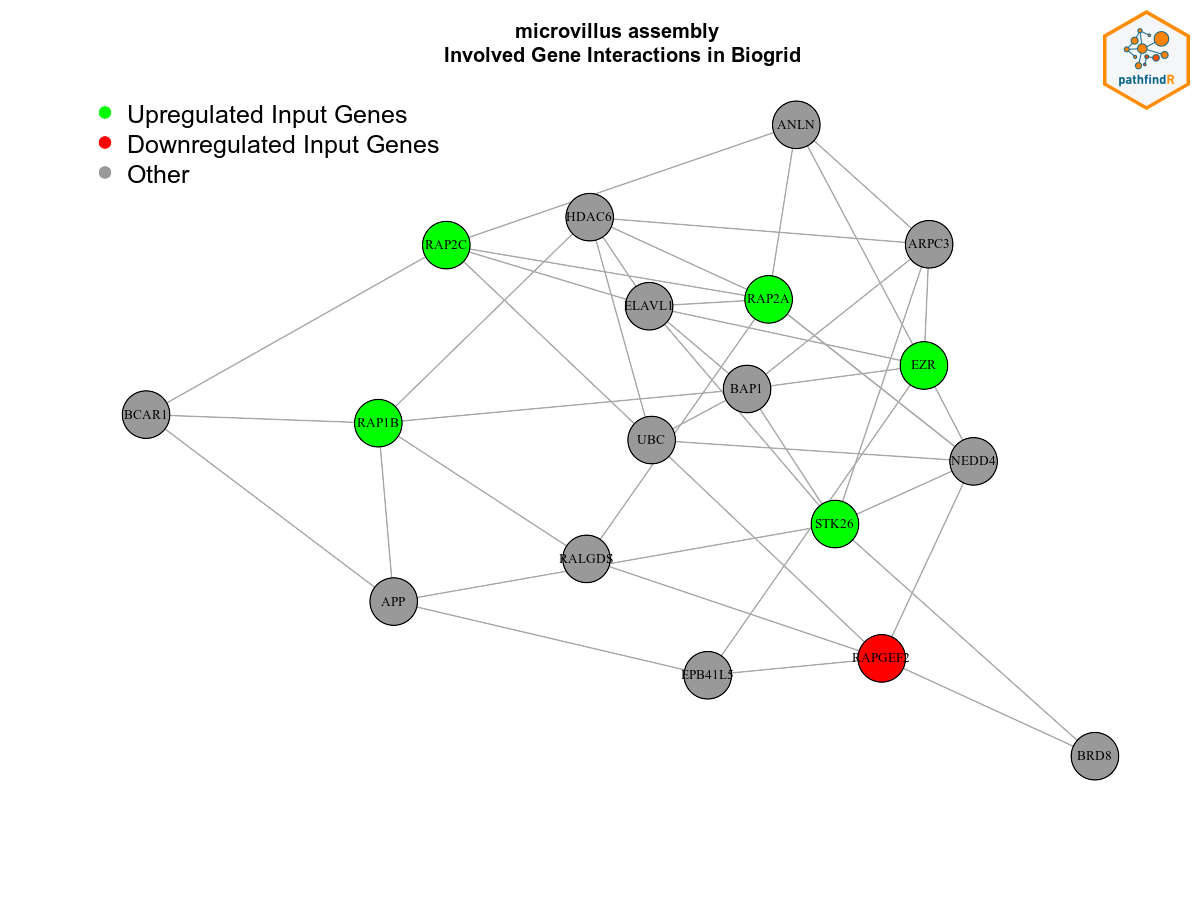 microvillus assembly
Involved Gene Interactions in Biogrid
pathfindR
Upregulated Input Genes
Downregulated Input Genes
Other
ANLN
HDAC6
RAP2C
ARPC3
RAP2A
ELAVL1
EZR
BAP1
BCAR1
RAP1B
UBC
NEDD4
STK26
RALGDS
APP
RAPGEF2
EPB41L5
BRD8